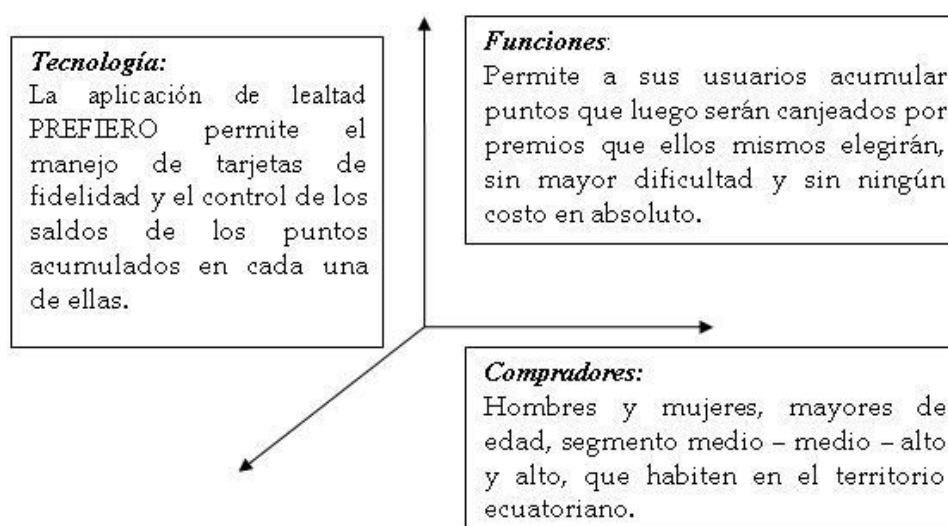 Tecnología:
La aplicación de lealtad
PREFIERO permite el
manejo de tarjetas de
fidelidad y el control de los
saldos de los puntos
acumulados en cada una
de ellas.
Funciones:
Permite a sus usuarios acumular
puntos que luego serán canjeados por
premios que ellos mismos elegirán,
sin mayor dificultad y sin ningún
costo en absoluto.
Compradores:
Hombres y mujeres, mayores de
edad, segmento medio – medio – alto
y alto, que habiten en el territorio
ecuatoriano.